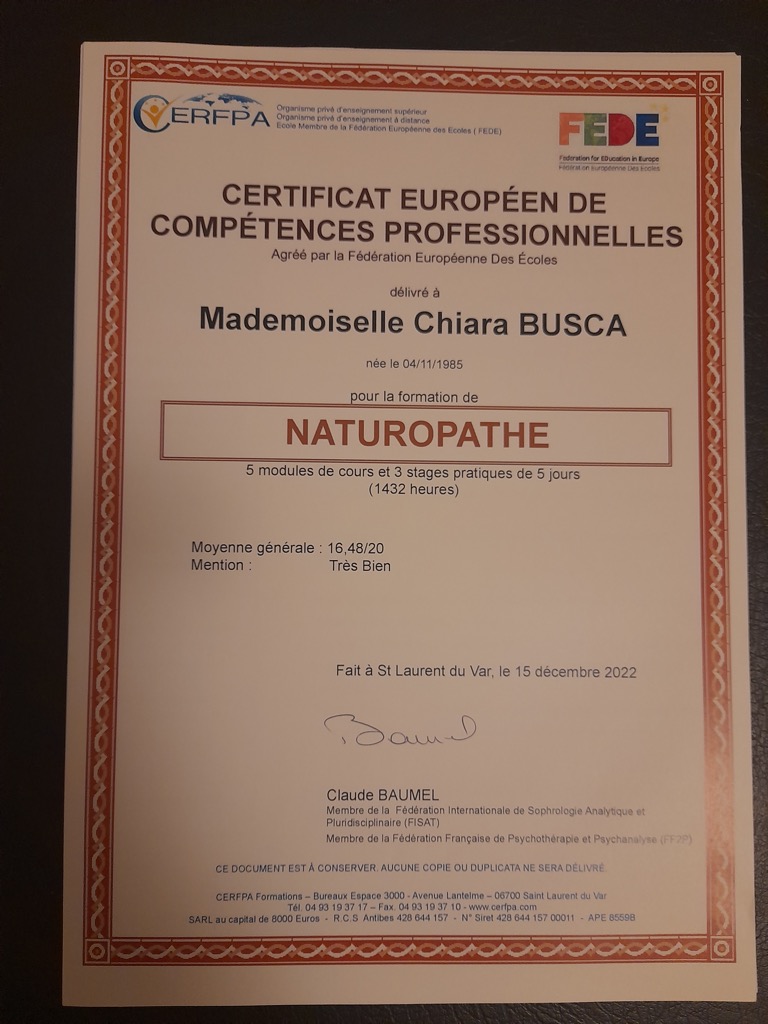 CERFPA
Organisme privé d'enseignement supérieur
Organisme privé d'enseignement à distance
Ecole Membre de la Fédération Européenne des Ecoles ( FEDE)
FEDE
Federation for EDucation in Europe
Fédération Européenne Des Ecoles
CERTIFICAT EUROPÉEN DE
COMPÉTENCES PROFESSIONNELLES
Agréé par la Fédération Européenne Des Écoles
délivré à
Mademoiselle Chiara BUSCA
née le 04/11/1985
pour la formation de
NATUROPATHE
5 modules de cours et 3 stages pratiques de 5 jours
(1432 heures)
Moyenne générale : 16,48/20
Mention : Très Bien
Fait à St Laurent du Var, le 15 décembre 2022
Baumel
Claude BAUMEL
Membre de la Fédération Internationale de Sophrologie Analytique et
Pluridisciplinaire (FISAT)
Membre de la Fédération Française de Psychothérapie et Psychanalyse (FF2P)
CE DOCUMENT EST À CONSERVER. AUCUNE COPIE OU DUPLICATA NE SERA DÉLIVRÉ.
CERFPA Formations – Bureaux Espace 3000 - Avenue Lantelme – 06700 Saint Laurent du Var
Tél. 04 93 19 37 17 – Fax. 04 93 19 37 10 - www.cerfpa.com
SARL au capital de 8000 Euros - R.C.S Antibes 428 644 157 - N° Siret 428 644 157 00011 - APE 8559B